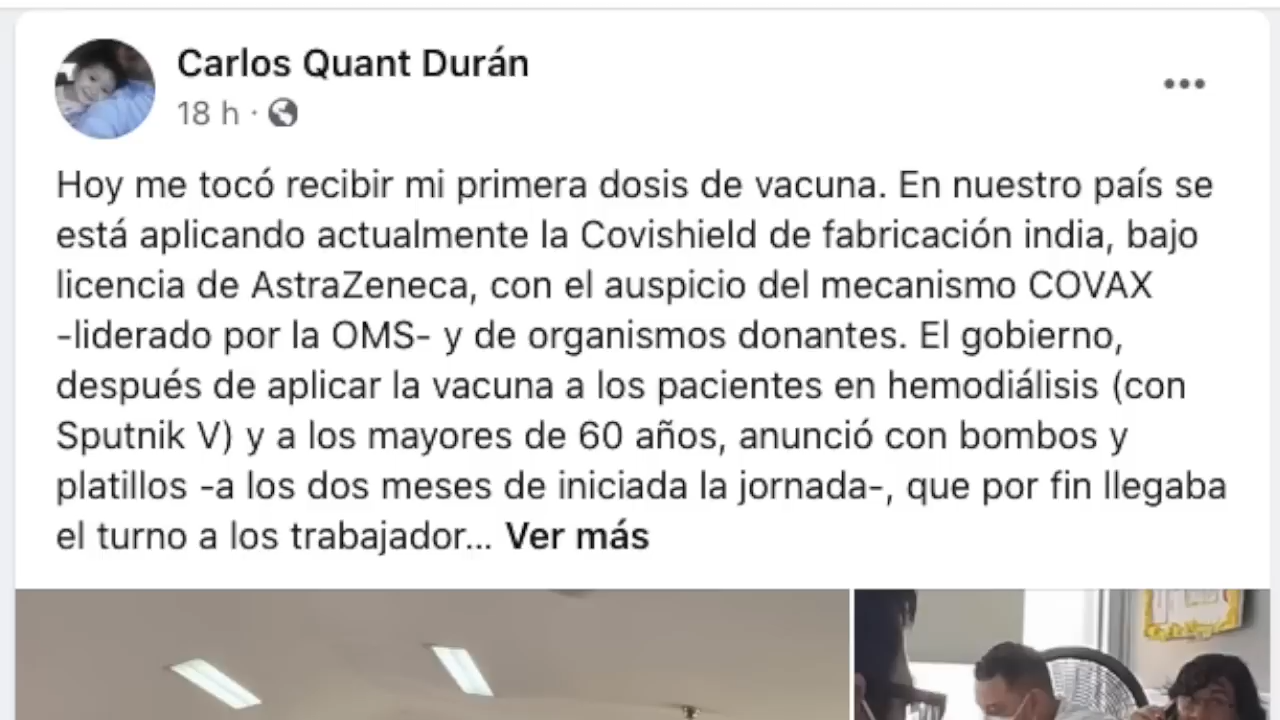 Carlos Quant Durán
18 h ·
Hoy me tocó recibir mi primera dosis de vacuna. En nuestro país se
está aplicando actualmente la Covishield de fabricación india, bajo
licencia de AstraZeneca, con el auspicio del mecanismo COVAX
-liderado por la OMS- y de organismos donantes. El gobierno,
después de aplicar la vacuna a los pacientes en hemodiálisis (con
Sputnik V) y a los mayores de 60 años, anunció con bombos y
platillos -a los dos meses de iniciada la jornada-, que por fin llegaba
el turno a los trabajador... Ver más